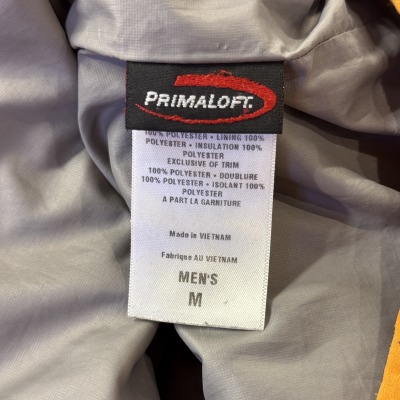 PRIMALOFT.
100% POLYESTER • LINING 100%
POLYESTER • INSULATION 100%
POLYESTER
EXCLUSIVE OF TRIM
100% POLYESTER • DOUBLURE
100% POLYESTER • ISOLANT 100%
POLYESTER
A PART LA GARNITURE
Made in VIETNAM
Fabrique AU VIETNAM
MEN'S
M